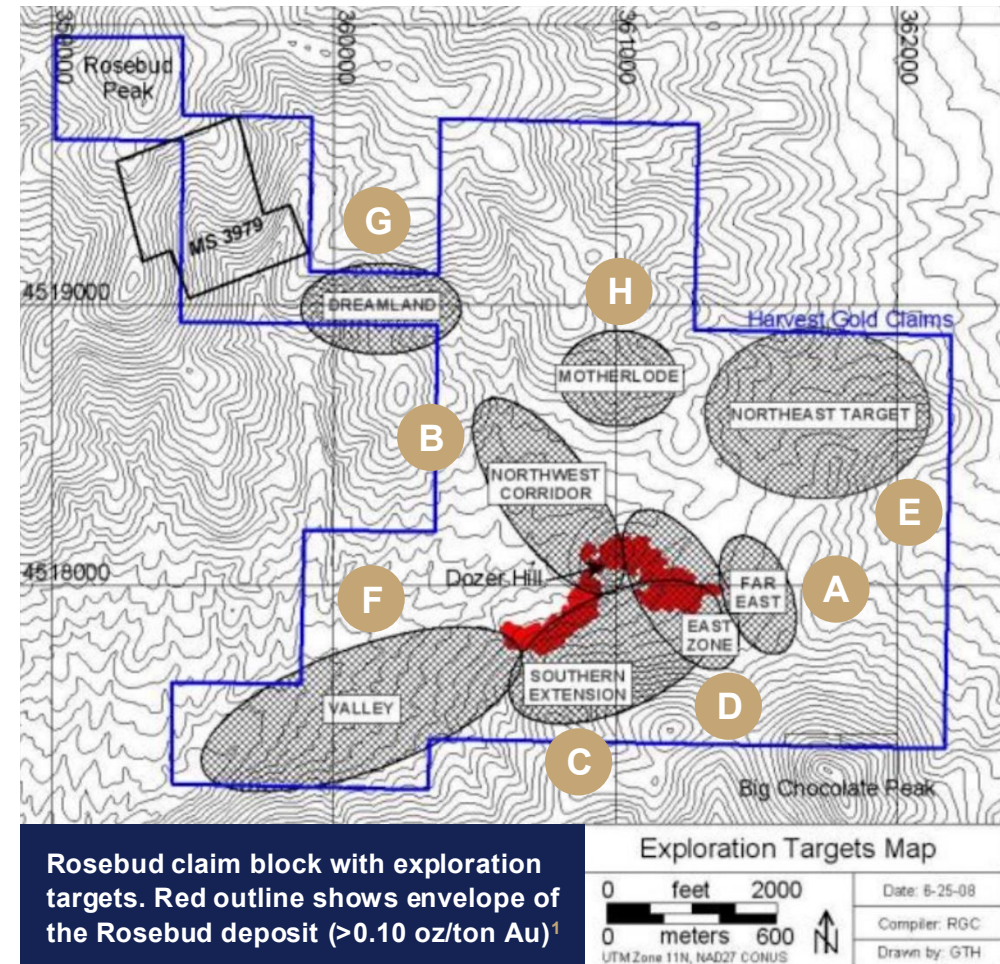 359000
360000
361000
362000
Rosebud
Peak
MS 3979
G
4519000
DREAMLAND
H
Harvest Gold Claims
MOTHERLODE
NORTHEAST TARGET
B
NORTHWEST
CORRIDOR
E
4518000
Dozer Hill
F
FAR
EAST
A
EAST
ZONE
SOUTHERN
EXTENSION
VALLEY
D
C
Big Chocolate Peak
Rosebud claim block with exploration
targets. Red outline shows envelope of
the Rosebud deposit (>0.10 oz/ton Au)¹
Exploration Targets Map
0 feet 2000
0 meters 600
UTM Zone 11N, NAD27 CONUS
N
Date: 6-25-08
Compiler: RGC
Drawn by: GTH